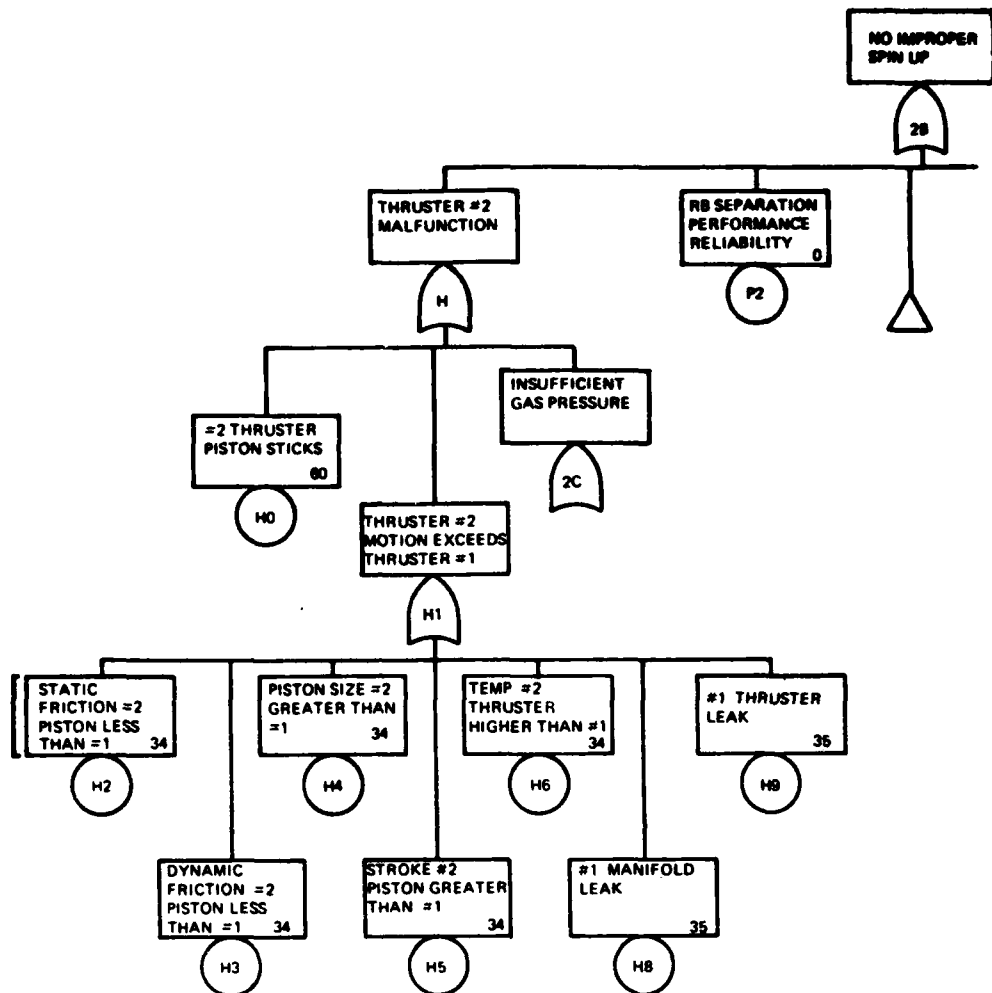 NO IMPROPER
SPIN UP
2B
THRUSTER #2
MALFUNCTION
RB SEPARATION
PERFORMANCE
RELIABILITY
0
H
P2
INSUFFICIENT
GAS PRESSURE
=2 THRUSTER
PISTON STICKS
60
2C
H0
THRUSTER =2
MOTION EXCEEDS
THRUSTER =1
H1
STATIC
FRICTION =2
PISTON LESS
THAN =1 34
PISTON SIZE =2
GREATER THAN
=1 34
TEMP #2
THRUSTER
HIGHER THAN #1
34
#1 THRUSTER
LEAK
35
H2
H4
H6
H9
DYNAMIC
FRICTION =2
PISTON LESS
THAN =1 34
STROKE #2
PISTON GREATER
THAN =1
34
#1 MANIFOLD
LEAK
35
H3
H5
H8